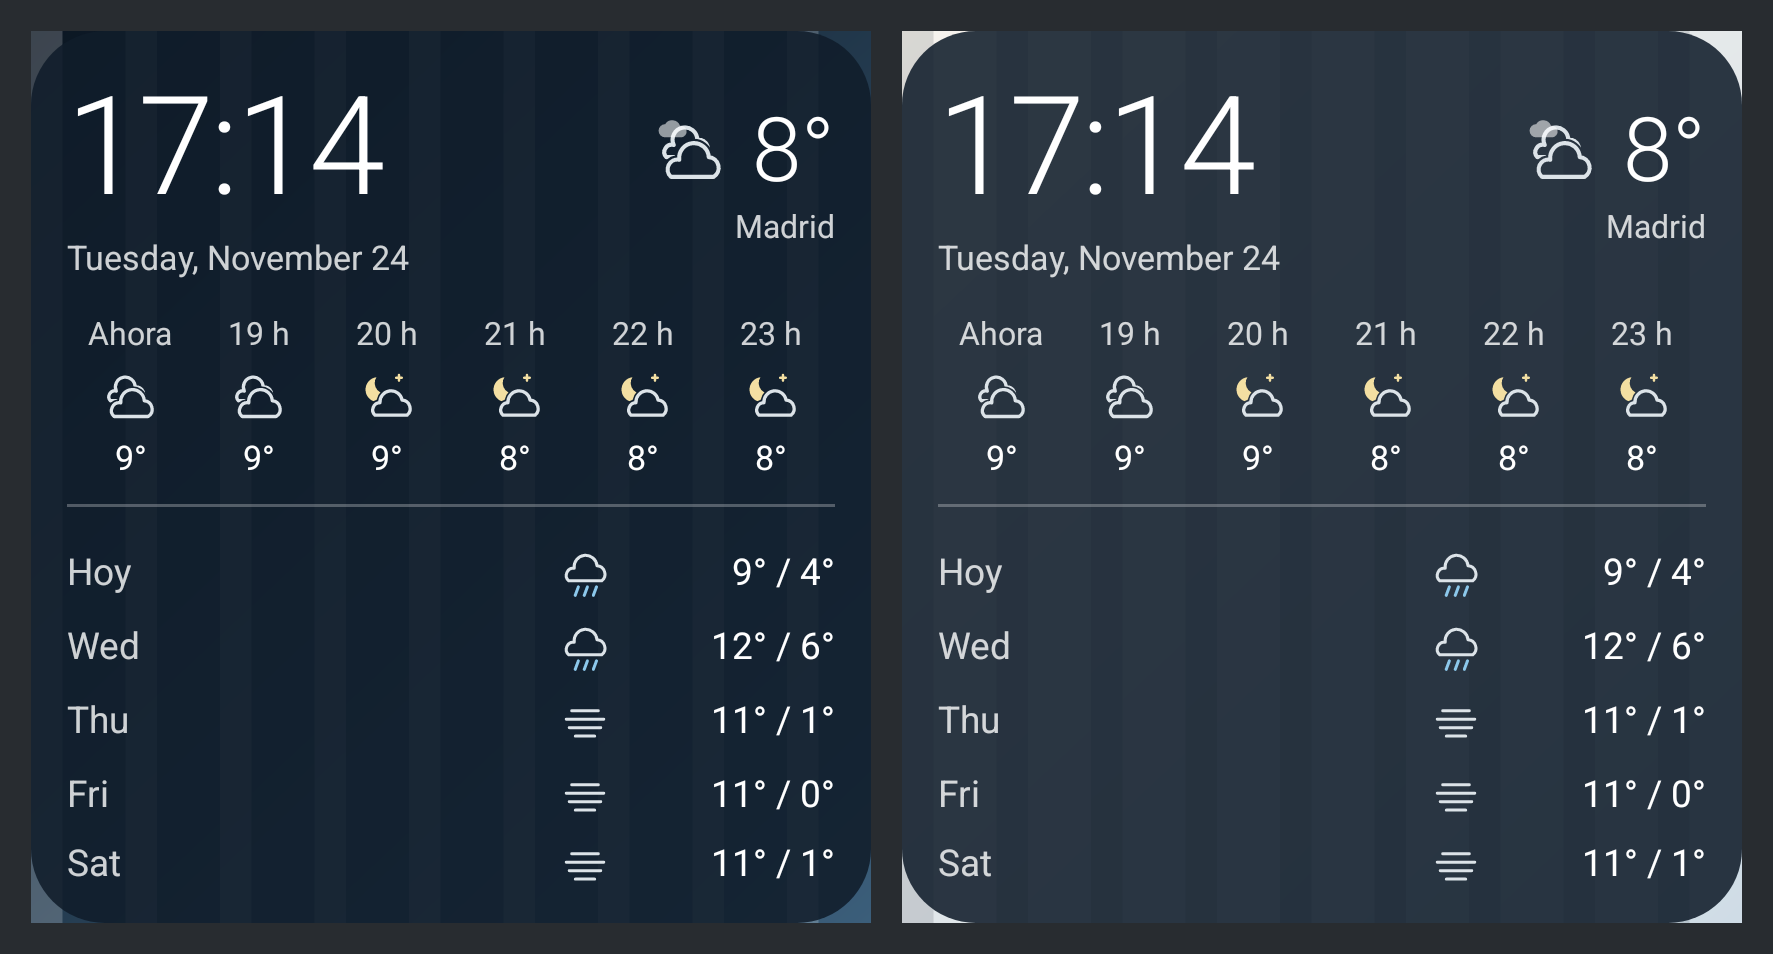 17:14
8°
Madrid
Tuesday, November 24
Ahora 19 h 20 h 21 h 22 h 23 h
9° 9° 9° 8° 8° 8°
Hoy 9° / 4°
Wed 12° / 6°
Thu 11° / 1°
Fri 11° / 0°
Sat 11° / 1°
17:14
8°
Madrid
Tuesday, November 24
Ahora 19 h 20 h 21 h 22 h 23 h
9° 9° 9° 8° 8° 8°
Hoy 9° / 4°
Wed 12° / 6°
Thu 11° / 1°
Fri 11° / 0°
Sat 11° / 1°